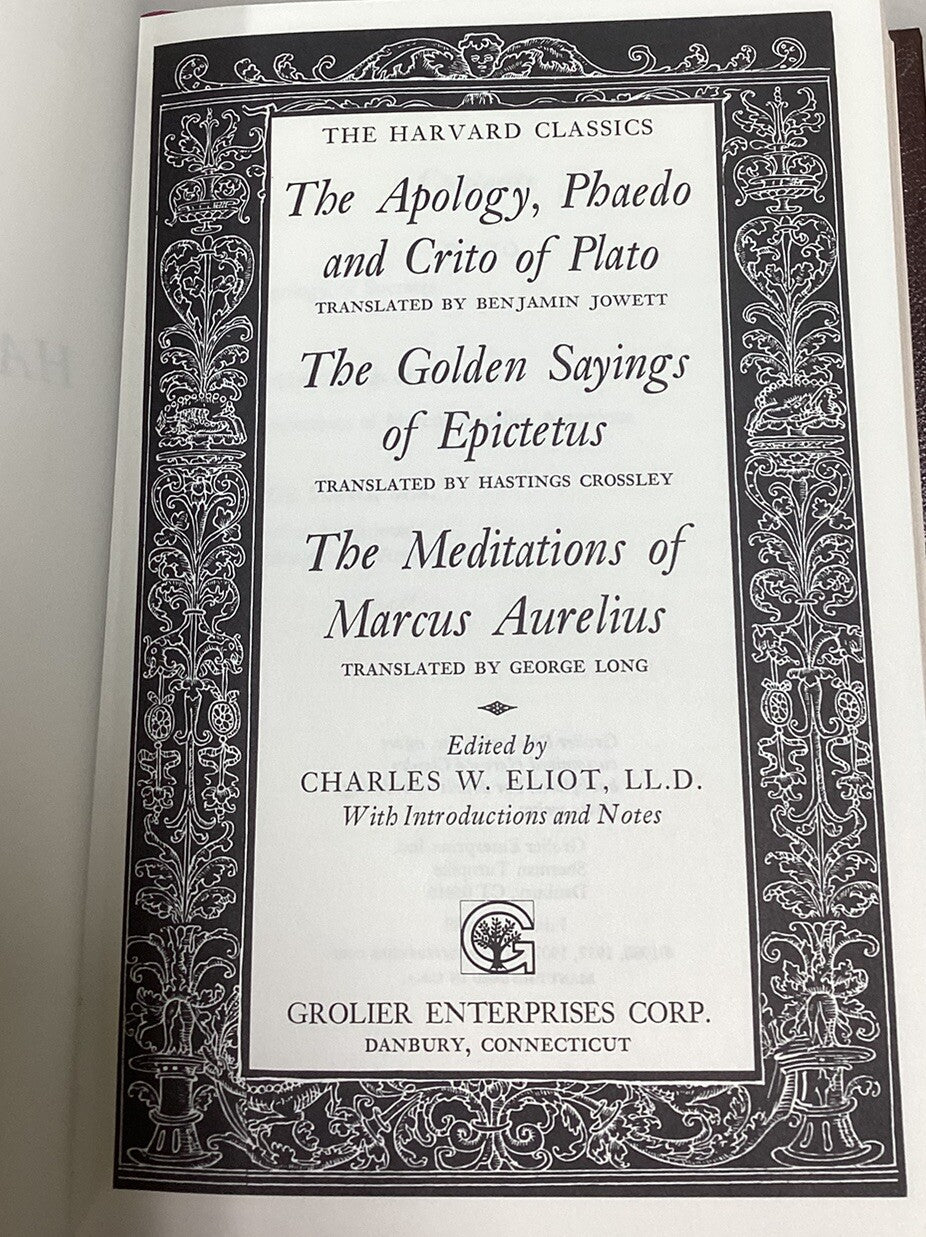 THE HARVARD CLASSICS
The Apology, Phaedo
and Crito of Plato
TRANSLATED BY BENJAMIN JOWETT
The Golden Sayings
of Epictetus
TRANSLATED BY HASTINGS CROSSLEY
The Meditations of
Marcus Aurelius
TRANSLATED BY GEORGE LONG
Edited by
CHARLES W. ELIOT, LL.D.
With Introductions and Notes
G
GROLIER ENTERPRISES CORP.
DANBURY, CONNECTICUT